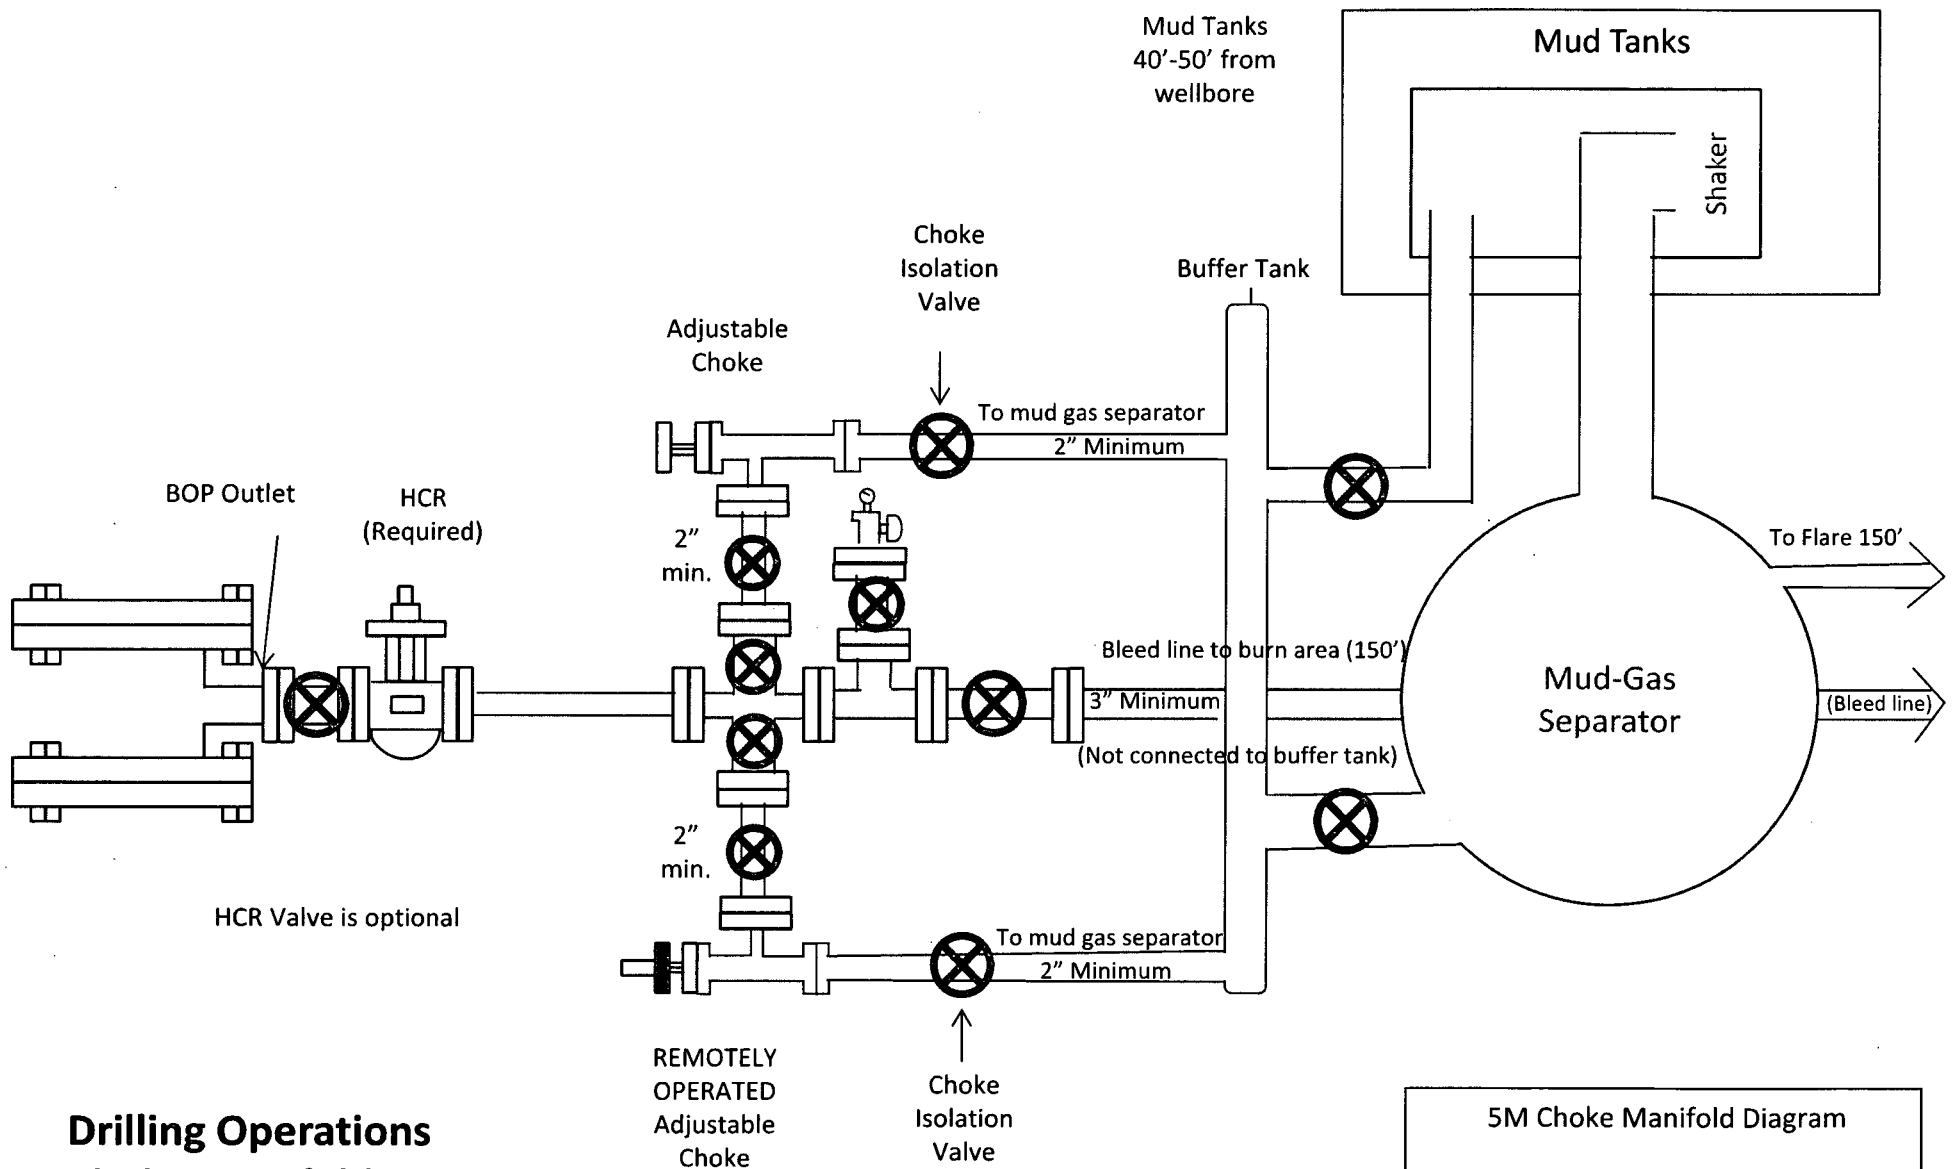 Mud Tanks
40’-50’ from
wellbore
Mud Tanks
Shaker
Choke
Isolation
Valve
Buffer Tank
Adjustable
Choke
To mud gas separator
2” Minimum
BOP Outlet
HCR
(Required)
2”
min.
To Flare 150’
Bleed line to burn area (150’)
3” Minimum
(Not connected to buffer tank)
Mud-Gas
Separator
(Bleed line)
2”
min.
HCR Valve is optional
To mud gas separator
2” Minimum
REMOTELY
OPERATED
Adjustable
Choke
Choke
Isolation
Valve
Drilling Operations
5M Choke Manifold Diagram